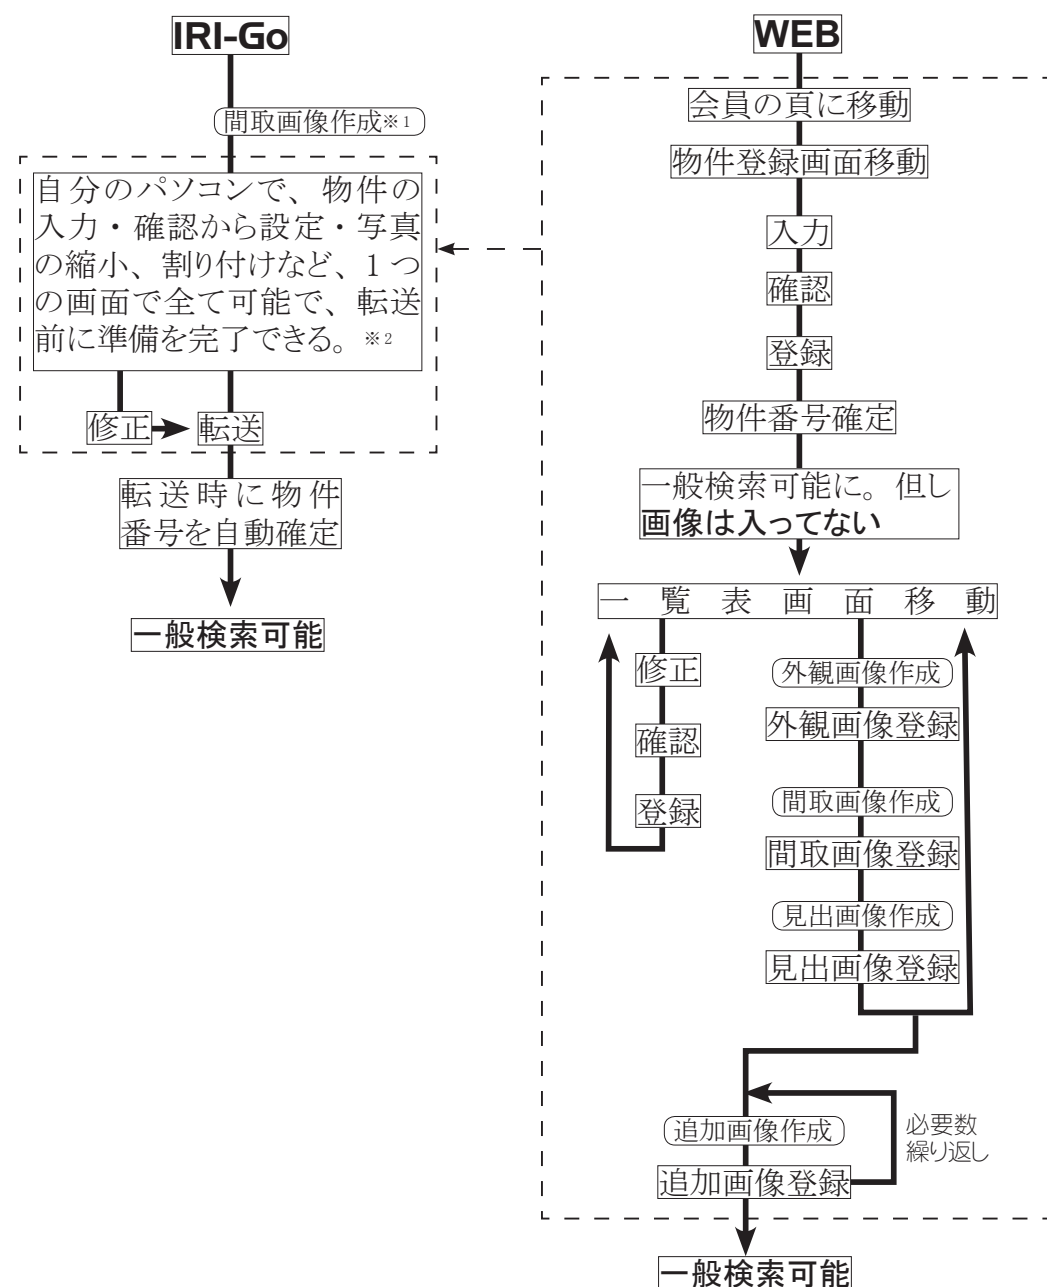 IRI-Go
間取画像作成※1
自分のパソコンで、物件の
入力・確認から設定・写真
の縮小、割り付けなど、1つ
の画面で全て可能で、転送
前に準備を完了できる。※2
修正
転送
転送時に物件
番号を自動確定
一般検索可能
WEB
会員の頁に移動
物件登録画面移動
入力
確認
登録
物件番号確定
一般検索可能に。但し
画像は入ってない
一覧表画面移動
修正
確認
登録
外観画像作成
外観画像登録
間取画像作成
間取画像登録
見出画像作成
見出画像登録
追加画像作成
追加画像登録
必要数
繰り返し
一般検索可能